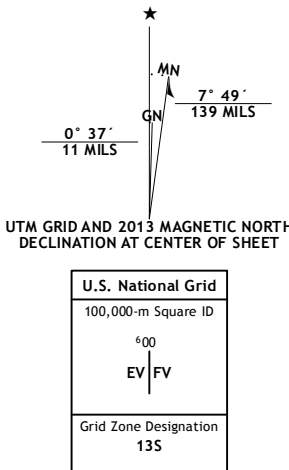 ★
MN
7° 49´
139 MILS
GN
0° 37´
11 MILS
UTM GRID AND 2013 MAGNETIC NORTH
DECLINATION AT CENTER OF SHEET
U.S. National Grid
100,000-m Square ID
⁶00
EV FV
Grid Zone Designation
13S